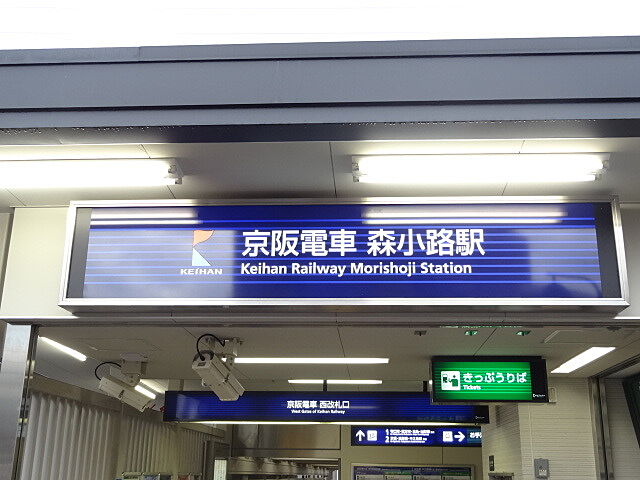 京阪電車 森小路駅
KEIHAN
Keihan Railway Morishoji Station
きっぷうりば
Tickets
京阪電車 西改札口
West Gates of Keihan Railway